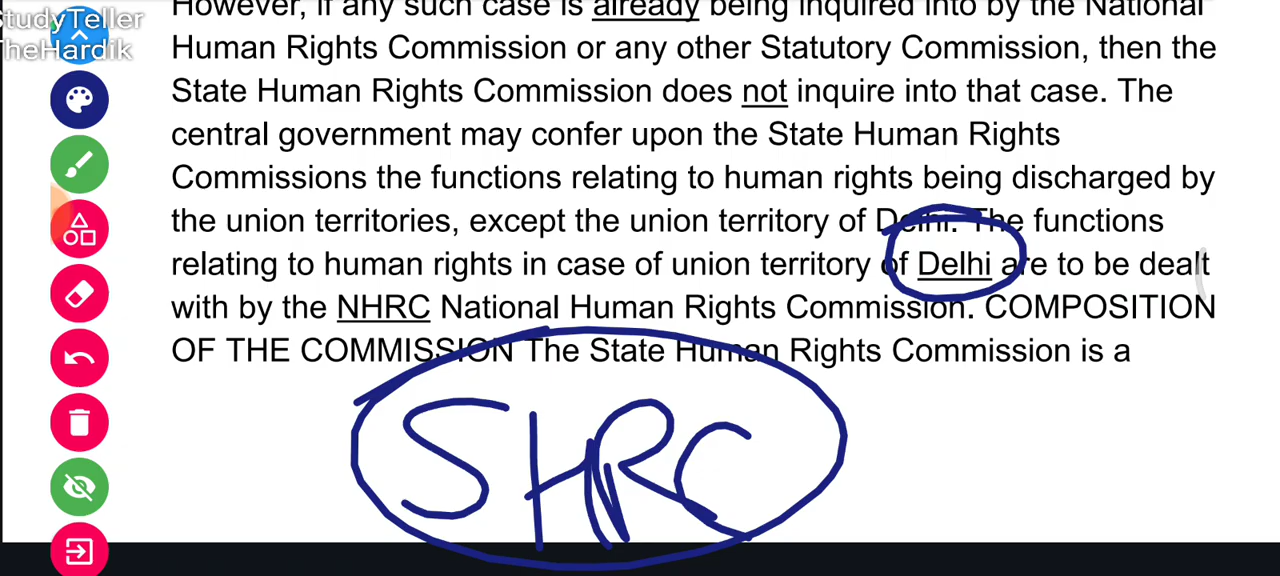 StudyTeller
TheHardik
However, if any such case is already being inquired into by the National
Human Rights Commission or any other Statutory Commission, then the
State Human Rights Commission does not inquire into that case. The
central government may confer upon the State Human Rights
Commissions the functions relating to human rights being discharged by
the union territories, except the union territory of Delhi. The functions
relating to human rights in case of union territory of Delhi are to be dealt
with by the NHRC National Human Rights Commission. COMPOSITION
OF THE COMMISSION The State Human Rights Commission is a
SHRC